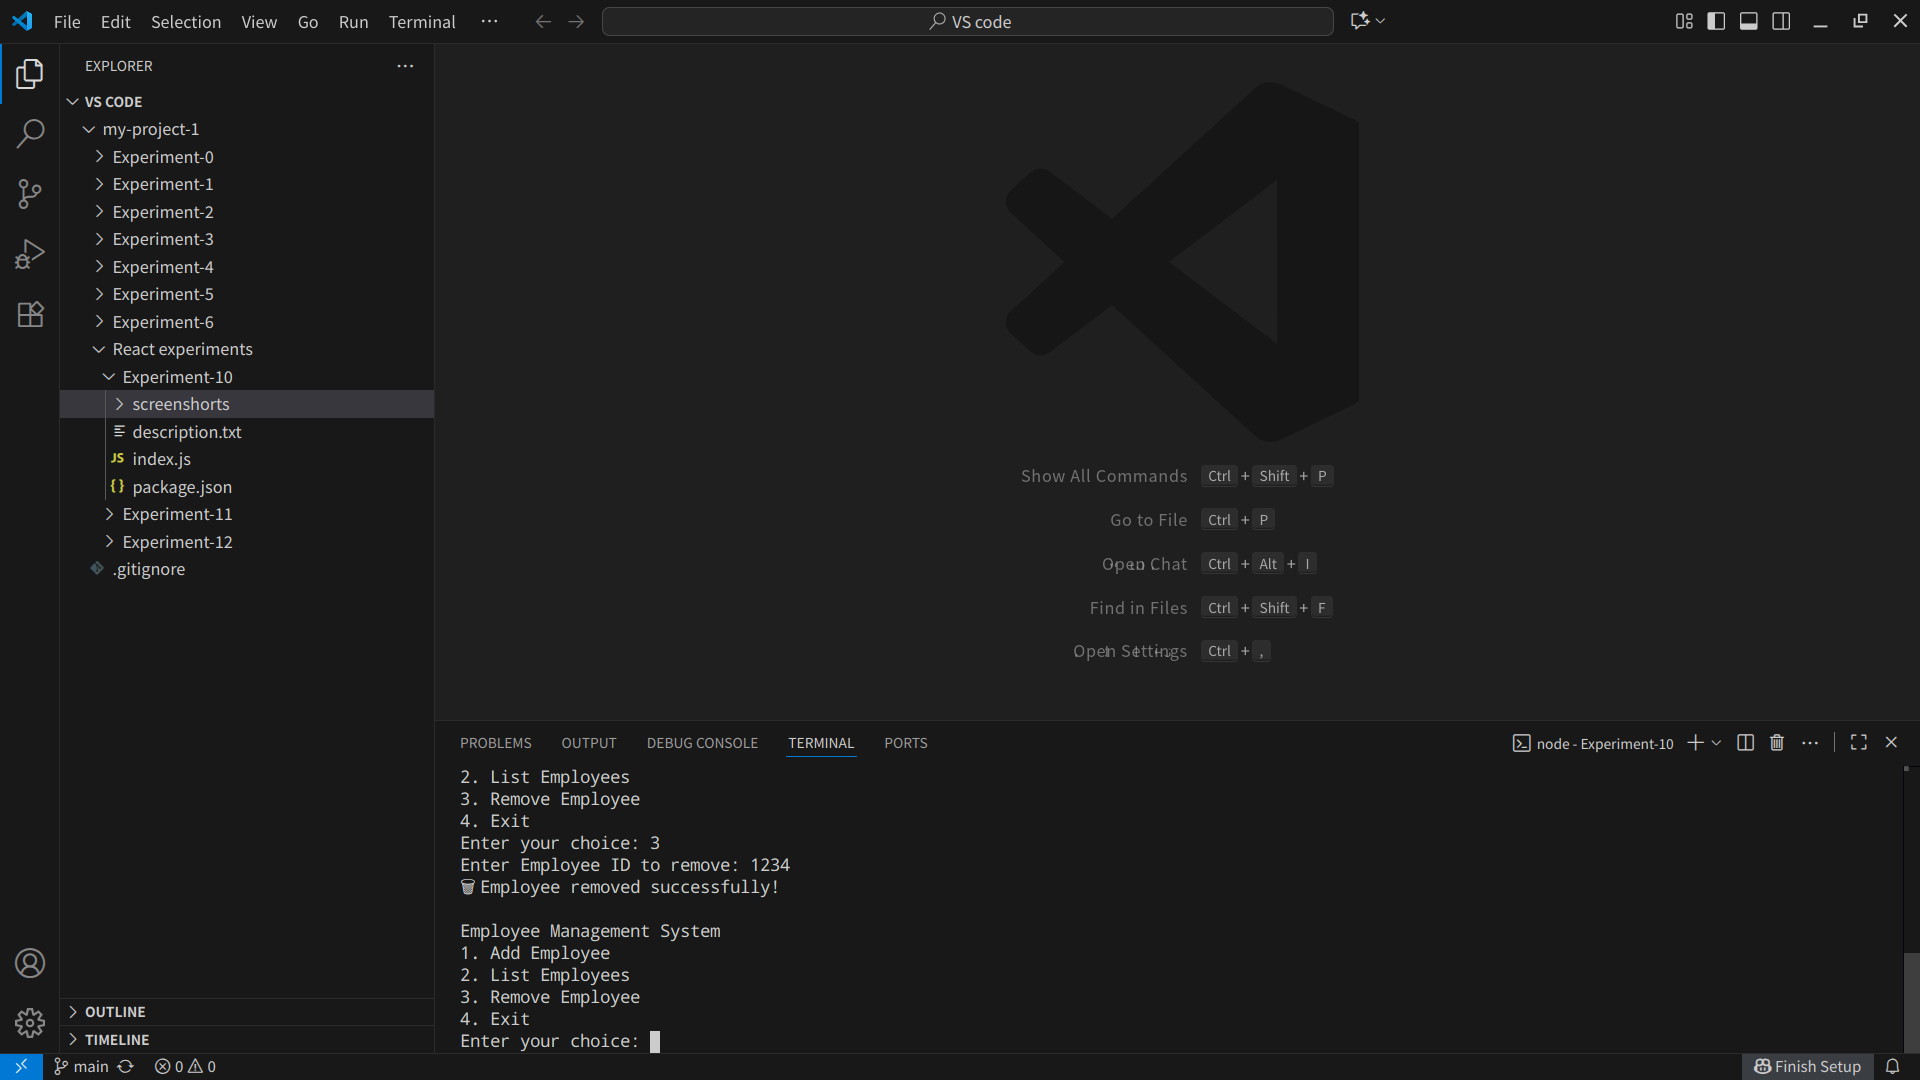 File Edit Selection View Go Run Terminal ··· VS code
EXPLORER
VS CODE
my-project-1
Experiment-0
Experiment-1
Experiment-2
Experiment-3
Experiment-4
Experiment-5
Experiment-6
React experiments
Experiment-10
screenshorts
description.txt
JS index.js
{} package.json
Experiment-11
Experiment-12
.gitignore
OUTLINE
TIMELINE
Show All Commands Ctrl + Shift + P
Go to File Ctrl + P
Open Chat Ctrl + Alt + I
Find in Files Ctrl + Shift + F
Open Settings Ctrl + ,
PROBLEMS OUTPUT DEBUG CONSOLE TERMINAL PORTS node - Experiment-10
2. List Employees
3. Remove Employee
4. Exit
Enter your choice: 3
Enter Employee ID to remove: 1234
🗑️ Employee removed successfully!
Employee Management System
1. Add Employee
2. List Employees
3. Remove Employee
4. Exit
Enter your choice:
main 0 0 Finish Setup